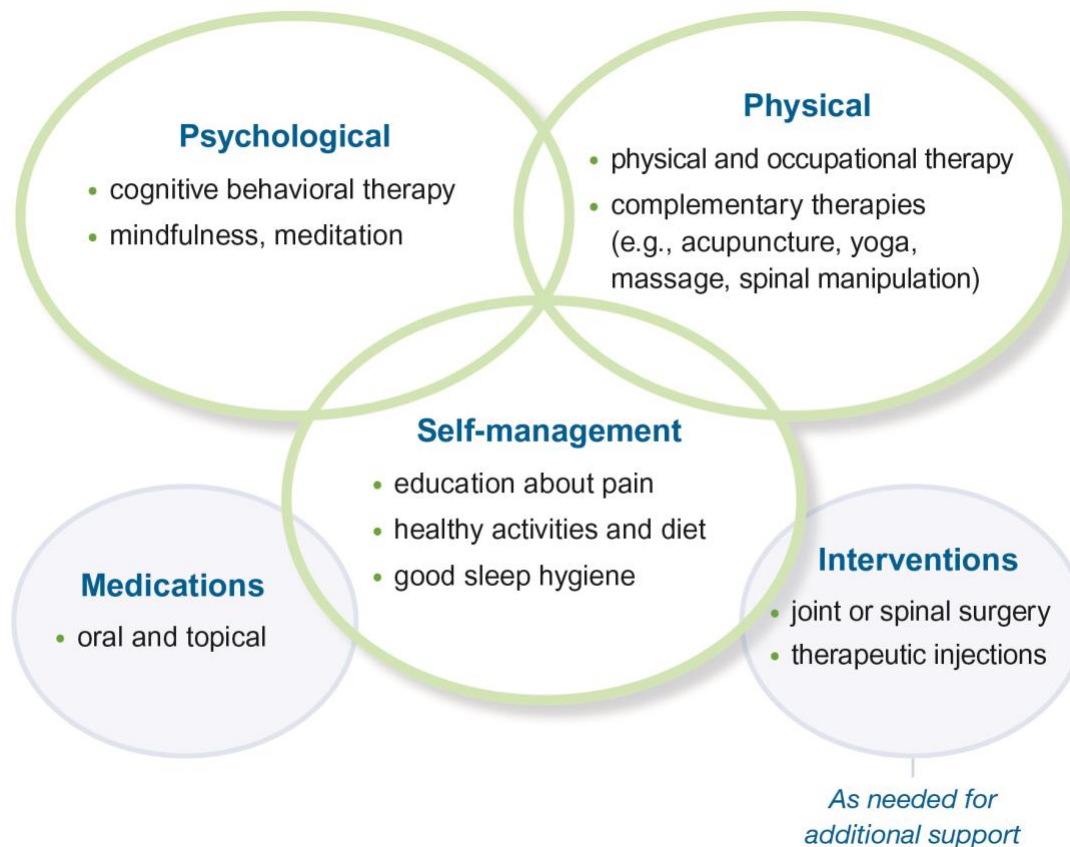 Psychological
• cognitive behavioral therapy
• mindfulness, meditation
Physical
• physical and occupational therapy
• complementary therapies
(e.g., acupuncture, yoga,
massage, spinal manipulation)
Self-management
• education about pain
• healthy activities and diet
• good sleep hygiene
Medications
• oral and topical
Interventions
• joint or spinal surgery
• therapeutic injections
As needed for
additional support